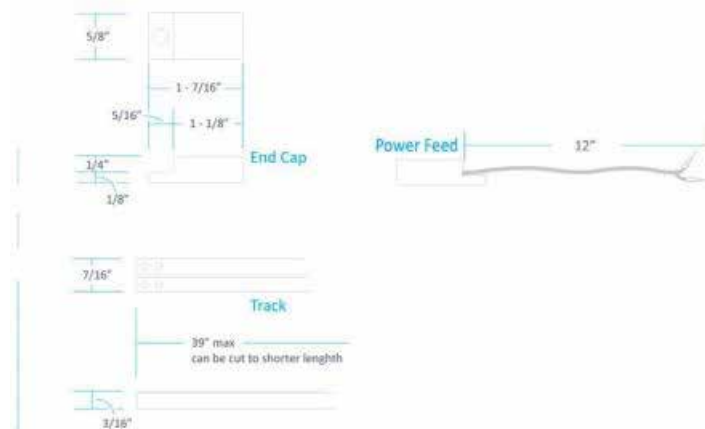 5/8"
1 - 7/16"
5/16"
1 - 1/8"
End Cap
1/4"
1/8"
Power Feed
12"
7/16"
Track
39" max
can be cut to shorter lenghth
3/16"